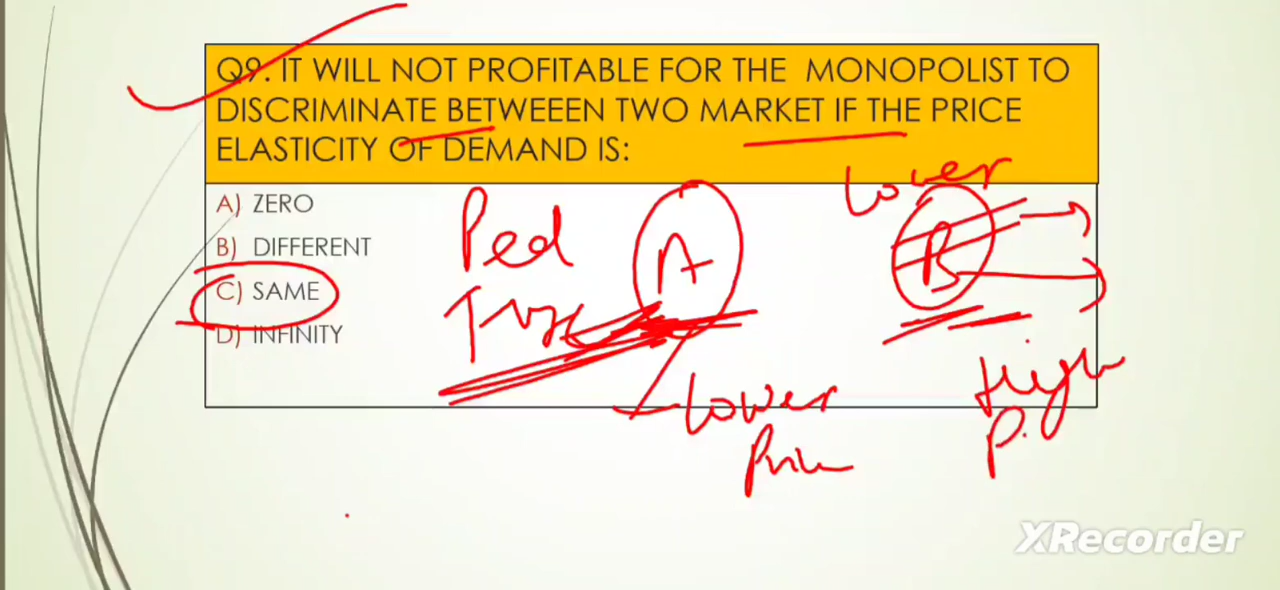 Q9. IT WILL NOT PROFITABLE FOR THE MONOPOLIST TO
DISCRIMINATE BETWEEEN TWO MARKET IF THE PRICE
ELASTICITY OF DEMAND IS:
A) ZERO
B) DIFFERENT
C) SAME
D) INFINITY
Ped
A
Lower
B
Lower
Price
High
P.
XRecorder